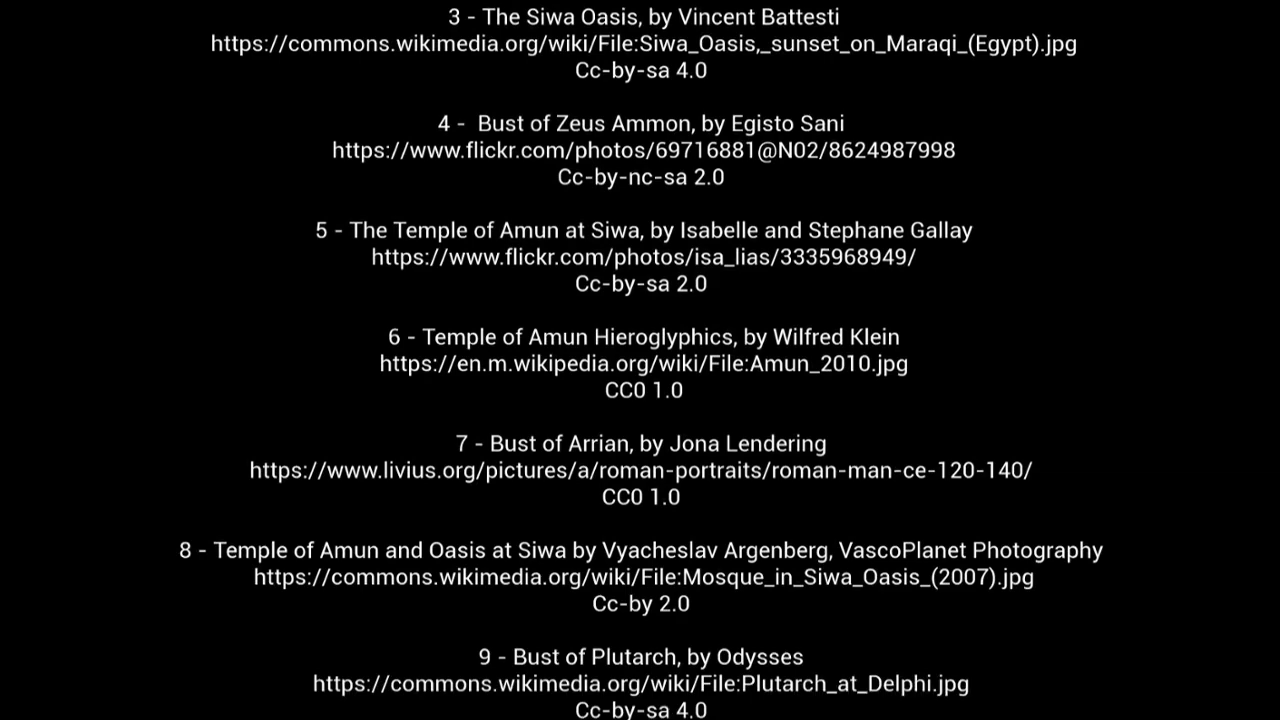 3 - The Siwa Oasis, by Vincent Battesti
https://commons.wikimedia.org/wiki/File:Siwa_Oasis,_sunset_on_Maraqi_(Egypt).jpg
Cc-by-sa 4.0
4 -  Bust of Zeus Ammon, by Egisto Sani
https://www.flickr.com/photos/69716881@N02/8624987998
Cc-by-nc-sa 2.0
5 - The Temple of Amun at Siwa, by Isabelle and Stephane Gallay
https://www.flickr.com/photos/isa_lias/3335968949/
Cc-by-sa 2.0
6 - Temple of Amun Hieroglyphics, by Wilfred Klein
https://en.m.wikipedia.org/wiki/File:Amun_2010.jpg
CC0 1.0
7 - Bust of Arrian, by Jona Lendering
https://www.livius.org/pictures/a/roman-portraits/roman-man-ce-120-140/
CC0 1.0
8 - Temple of Amun and Oasis at Siwa by Vyacheslav Argenberg, VascoPlanet Photography
https://commons.wikimedia.org/wiki/File:Mosque_in_Siwa_Oasis_(2007).jpg
Cc-by 2.0
9 - Bust of Plutarch, by Odysses
https://commons.wikimedia.org/wiki/File:Plutarch_at_Delphi.jpg
Cc-by-sa 4.0